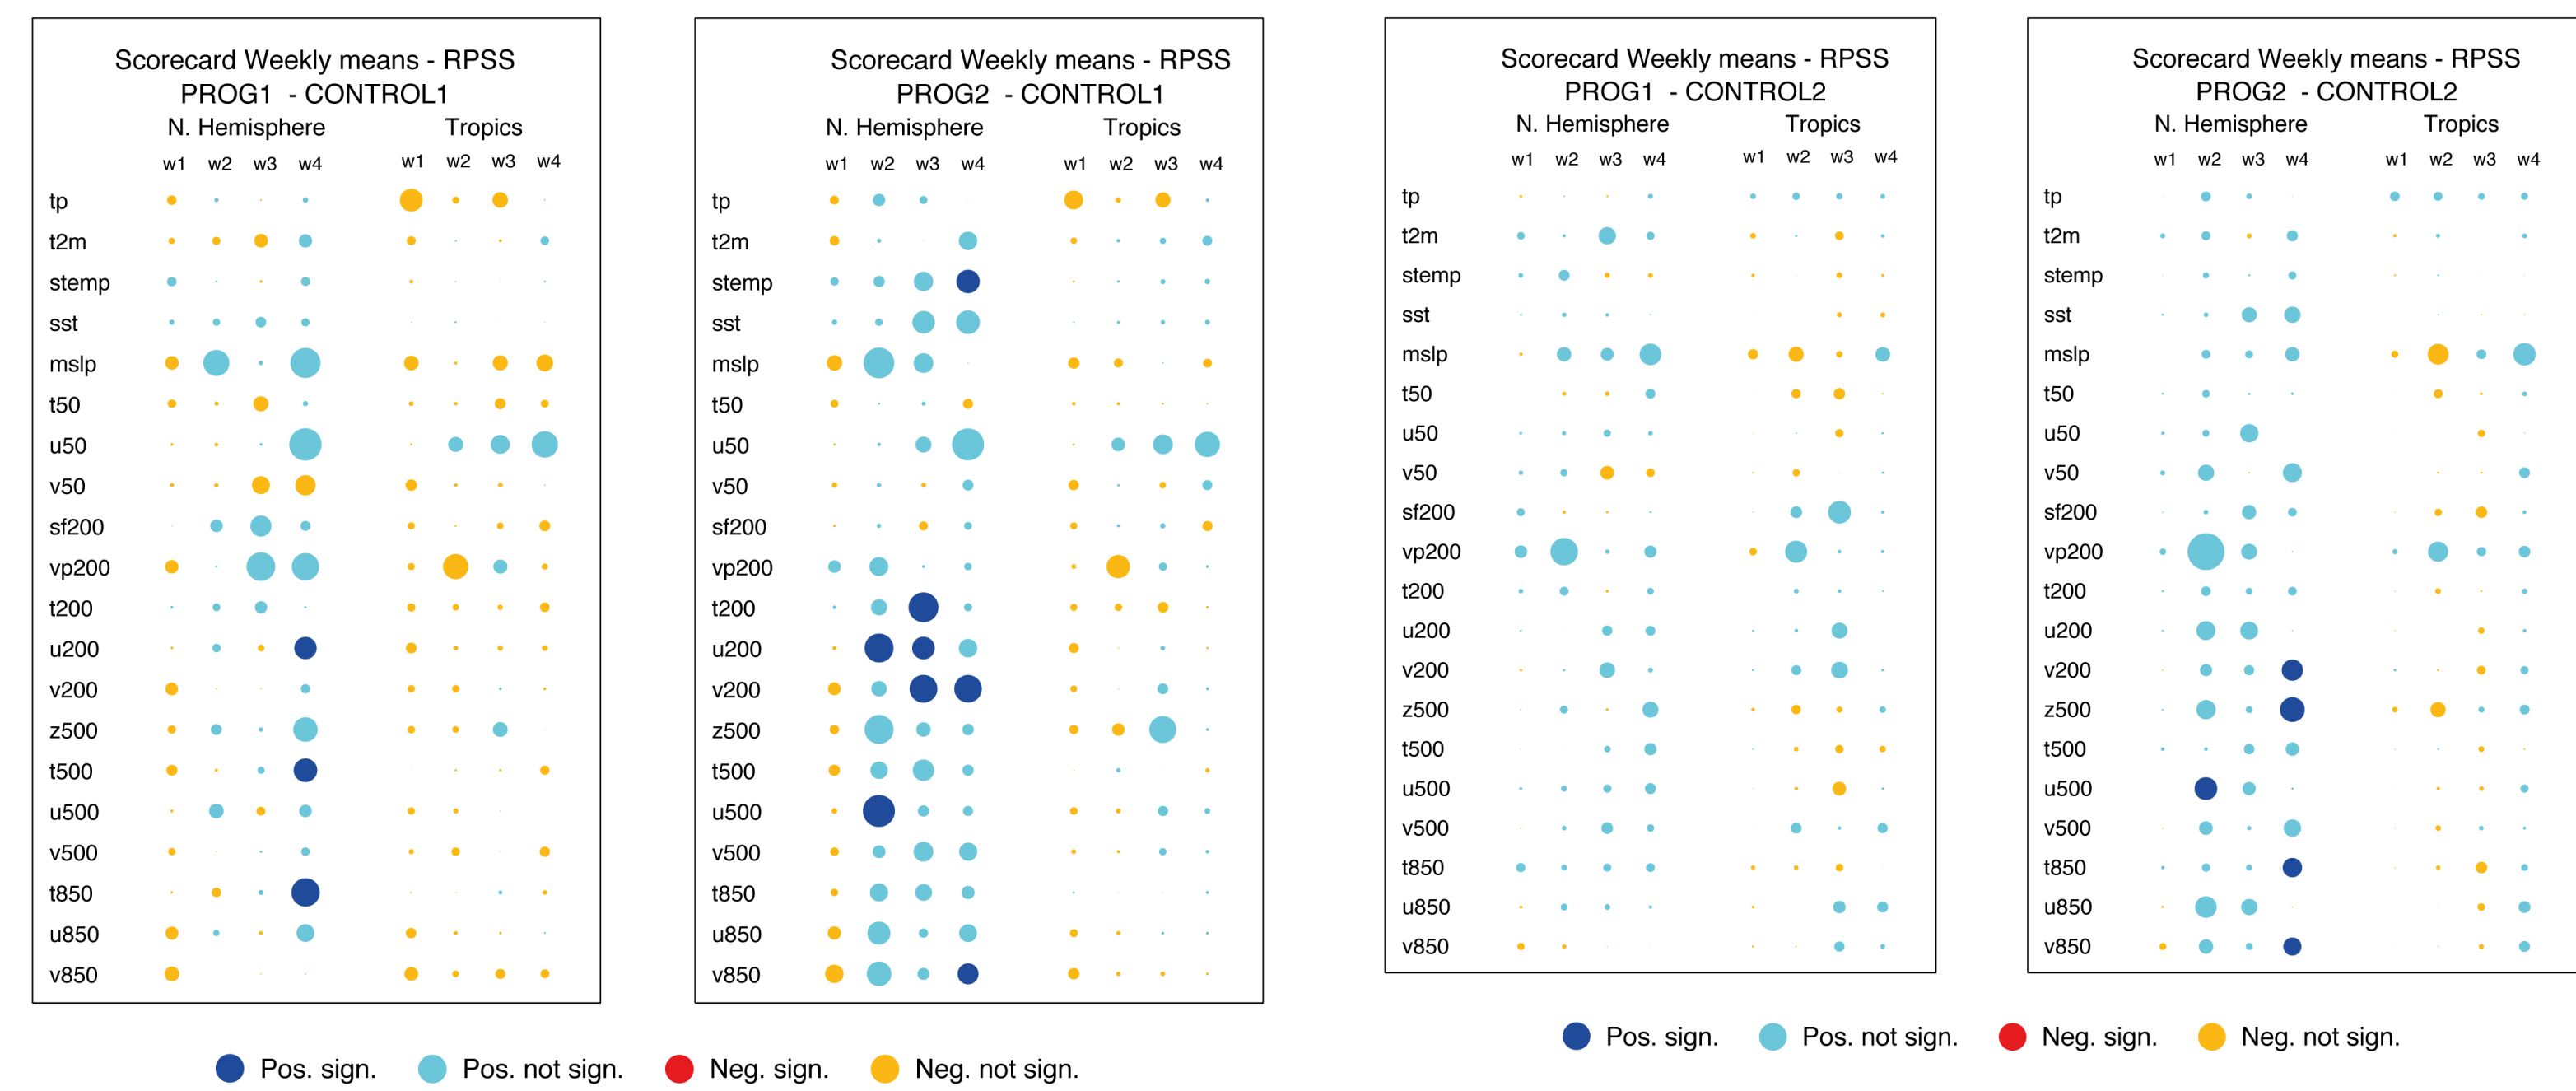 Scorecard Weekly means - RPSS
PROG1 - CONTROL1
N. Hemisphere Tropics
w1 w2 w3 w4 w1 w2 w3 w4
tp
t2m
stemp
sst
mslp
t50
u50
v50
sf200
vp200
t200
u200
v200
z500
t500
u500
v500
t850
u850
v850
Scorecard Weekly means - RPSS
PROG2 - CONTROL1
N. Hemisphere Tropics
w1 w2 w3 w4 w1 w2 w3 w4
tp
t2m
stemp
sst
mslp
t50
u50
v50
sf200
vp200
t200
u200
v200
z500
t500
u500
v500
t850
u850
v850
Pos. sign. Pos. not sign. Neg. sign. Neg. not sign.
Scorecard Weekly means - RPSS
PROG1 - CONTROL2
N. Hemisphere Tropics
w1 w2 w3 w4 w1 w2 w3 w4
tp
t2m
stemp
sst
mslp
t50
u50
v50
sf200
vp200
t200
u200
v200
z500
t500
u500
v500
t850
u850
v850
Scorecard Weekly means - RPSS
PROG2 - CONTROL2
N. Hemisphere Tropics
w1 w2 w3 w4 w1 w2 w3 w4
tp
t2m
stemp
sst
mslp
t50
u50
v50
sf200
vp200
t200
u200
v200
z500
t500
u500
v500
t850
u850
v850
Pos. sign. Pos. not sign. Neg. sign. Neg. not sign.